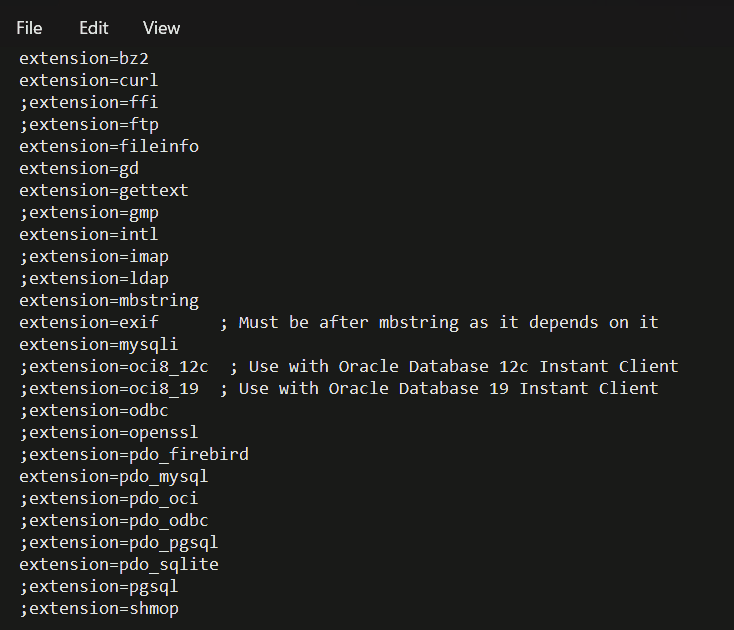 File Edit View
extension=bz2
extension=curl
;extension=ffi
;extension=ftp
extension=fileinfo
extension=gd
extension=gettext
;extension=gmp
extension=intl
;extension=imap
;extension=ldap
extension=mbstring
extension=exif      ; Must be after mbstring as it depends on it
extension=mysqli
;extension=oci8_12c  ; Use with Oracle Database 12c Instant Client
;extension=oci8_19  ; Use with Oracle Database 19 Instant Client
;extension=odbc
;extension=openssl
;extension=pdo_firebird
extension=pdo_mysql
;extension=pdo_oci
;extension=pdo_odbc
;extension=pdo_pgsql
extension=pdo_sqlite
;extension=pgsql
;extension=shmop